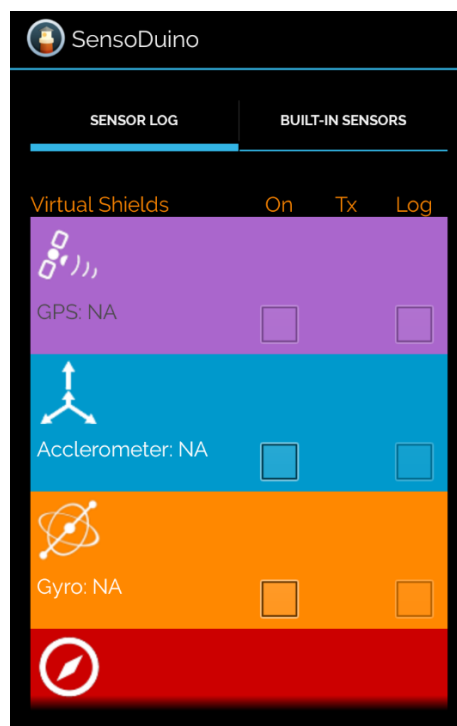 SensoDuino
SENSOR LOG BUILT-IN SENSORS
Virtual Shields On Tx Log
GPS: NA
Acclerometer: NA
Gyro: NA